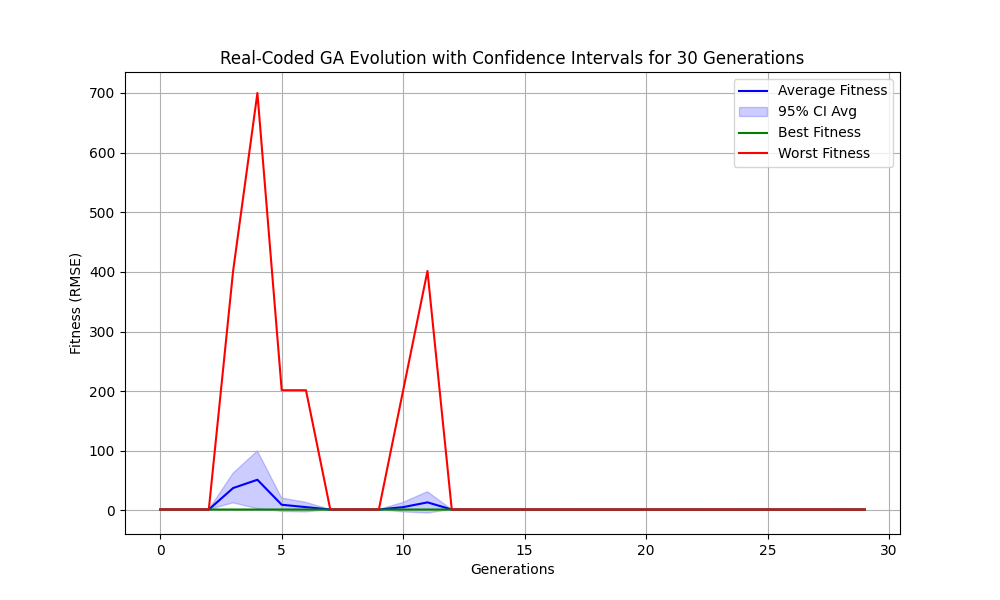 Real-Coded GA Evolution with Confidence Intervals for 30 Generations
Fitness (RMSE)
700
600
500
400
300
200
100
0
0
5
10
15
20
25
30
Generations
Average Fitness
95% CI Avg
Best Fitness
Worst Fitness